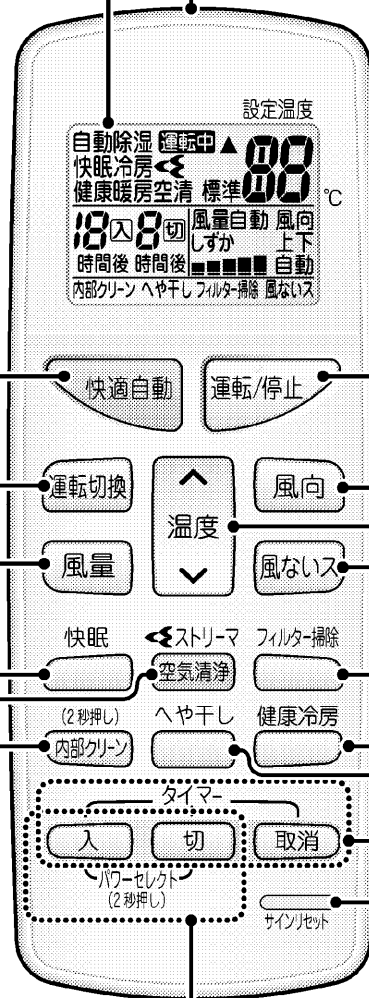 設定温度
自動除湿 運転中 ▲ 88
快眠冷房
健康暖房空清 標準 ℃
18入8切 風量自動 風向
しずか 上下
時間後 時間後 自動
内部クリーン へや干し フィルター掃除 風ないス
快適自動 運転/停止
運転切換 風向
温度
風量 風ないス
快眠 ストリーマ フィルター掃除
空気清浄
(2秒押し) へや干し 健康冷房
内部クリーン
タイマー
入 切 取消
パワーセレクト
(2秒押し)
サインリセット